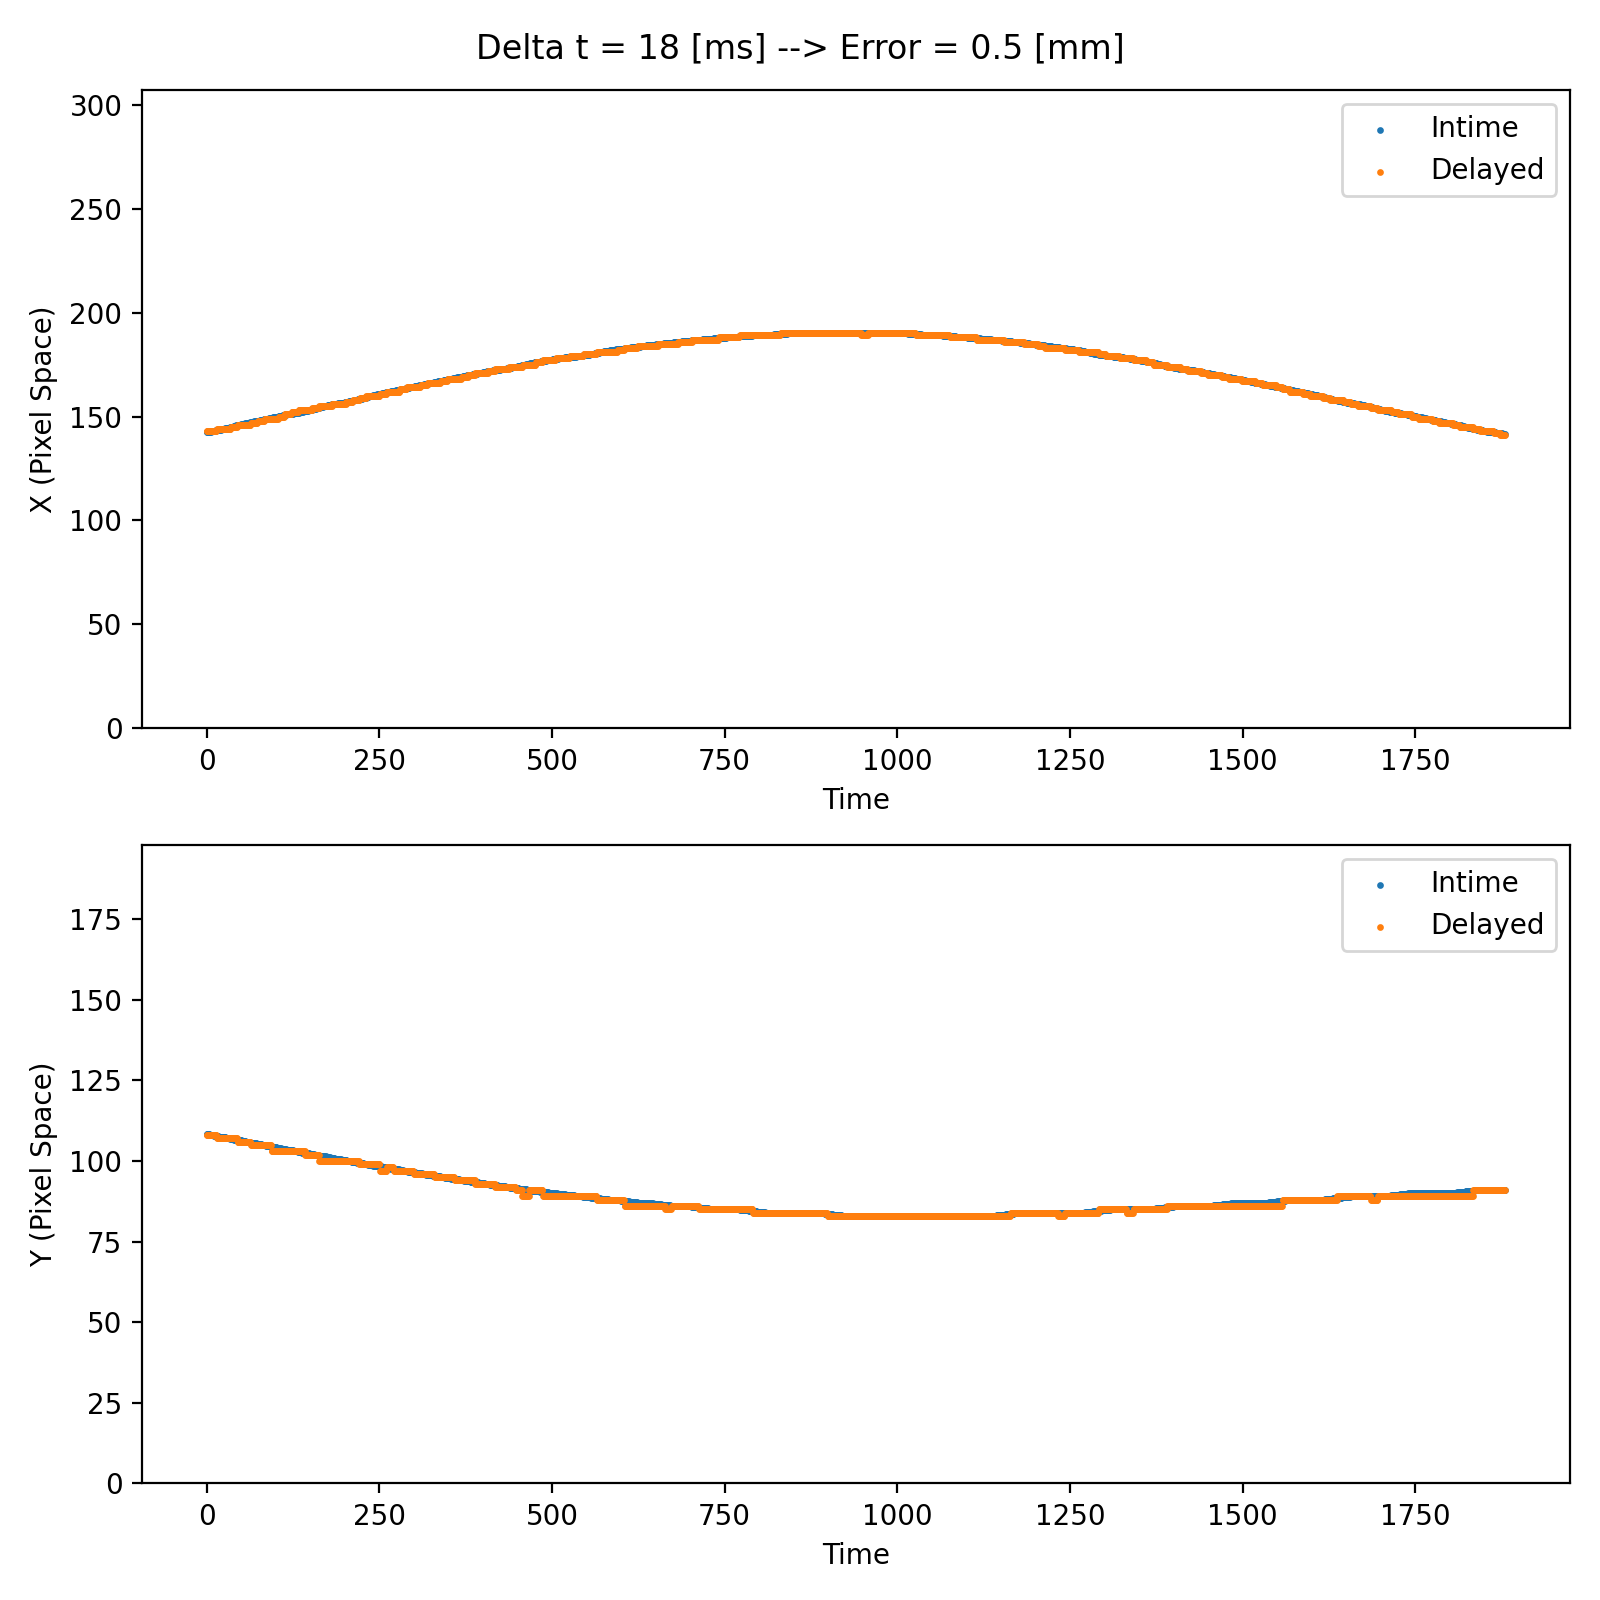 Delta t = 18 [ms] --> Error = 0.5 [mm]
300
250
200
150
100
50
0
X (Pixel Space)
Intime
Delayed
0 250 500 750 1000 1250 1500 1750
Time
175
150
125
100
75
50
25
0
Y (Pixel Space)
Intime
Delayed
0 250 500 750 1000 1250 1500 1750
Time